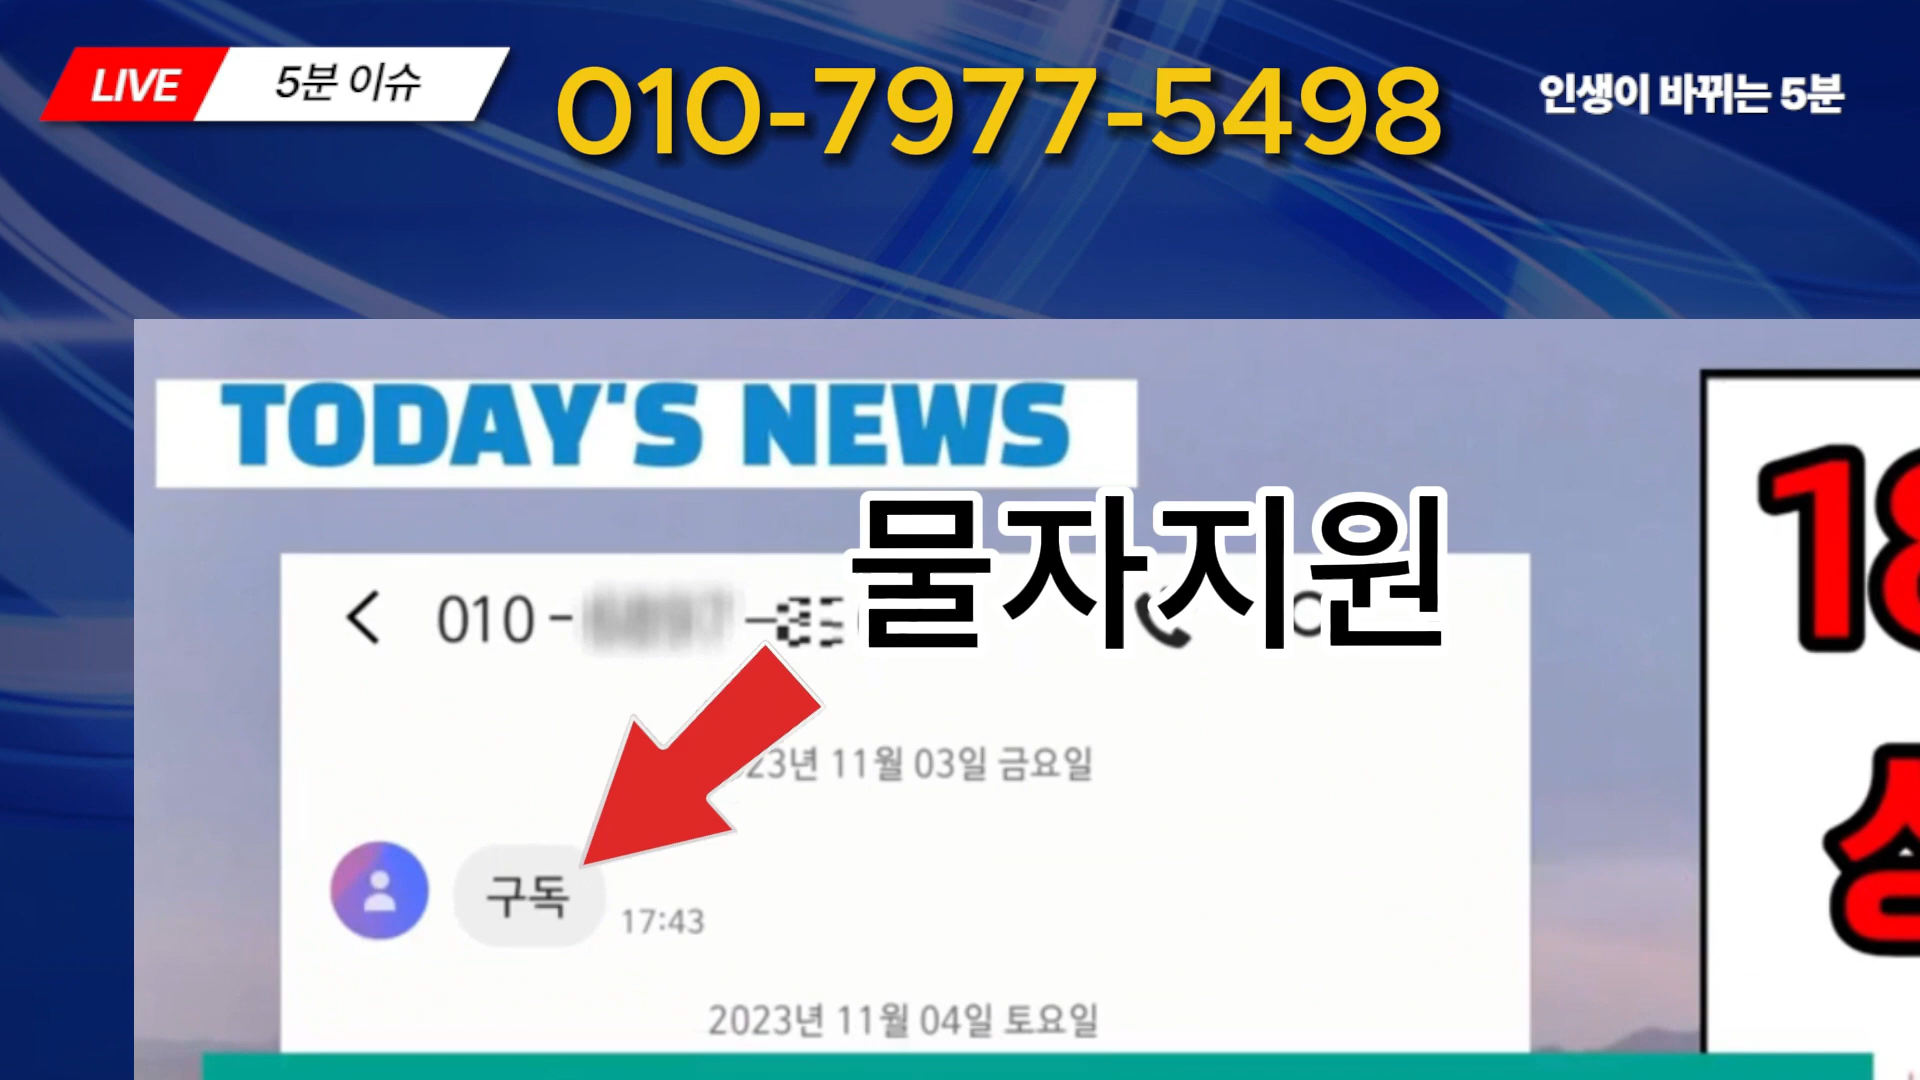 LIVE 5분 이슈
010-7977-5498
인생이 바뀌는 5분
TODAY'S NEWS
물자지원
010-
23년 11월 03일 금요일
구독
17:43
2023년 11월 04일 토요일